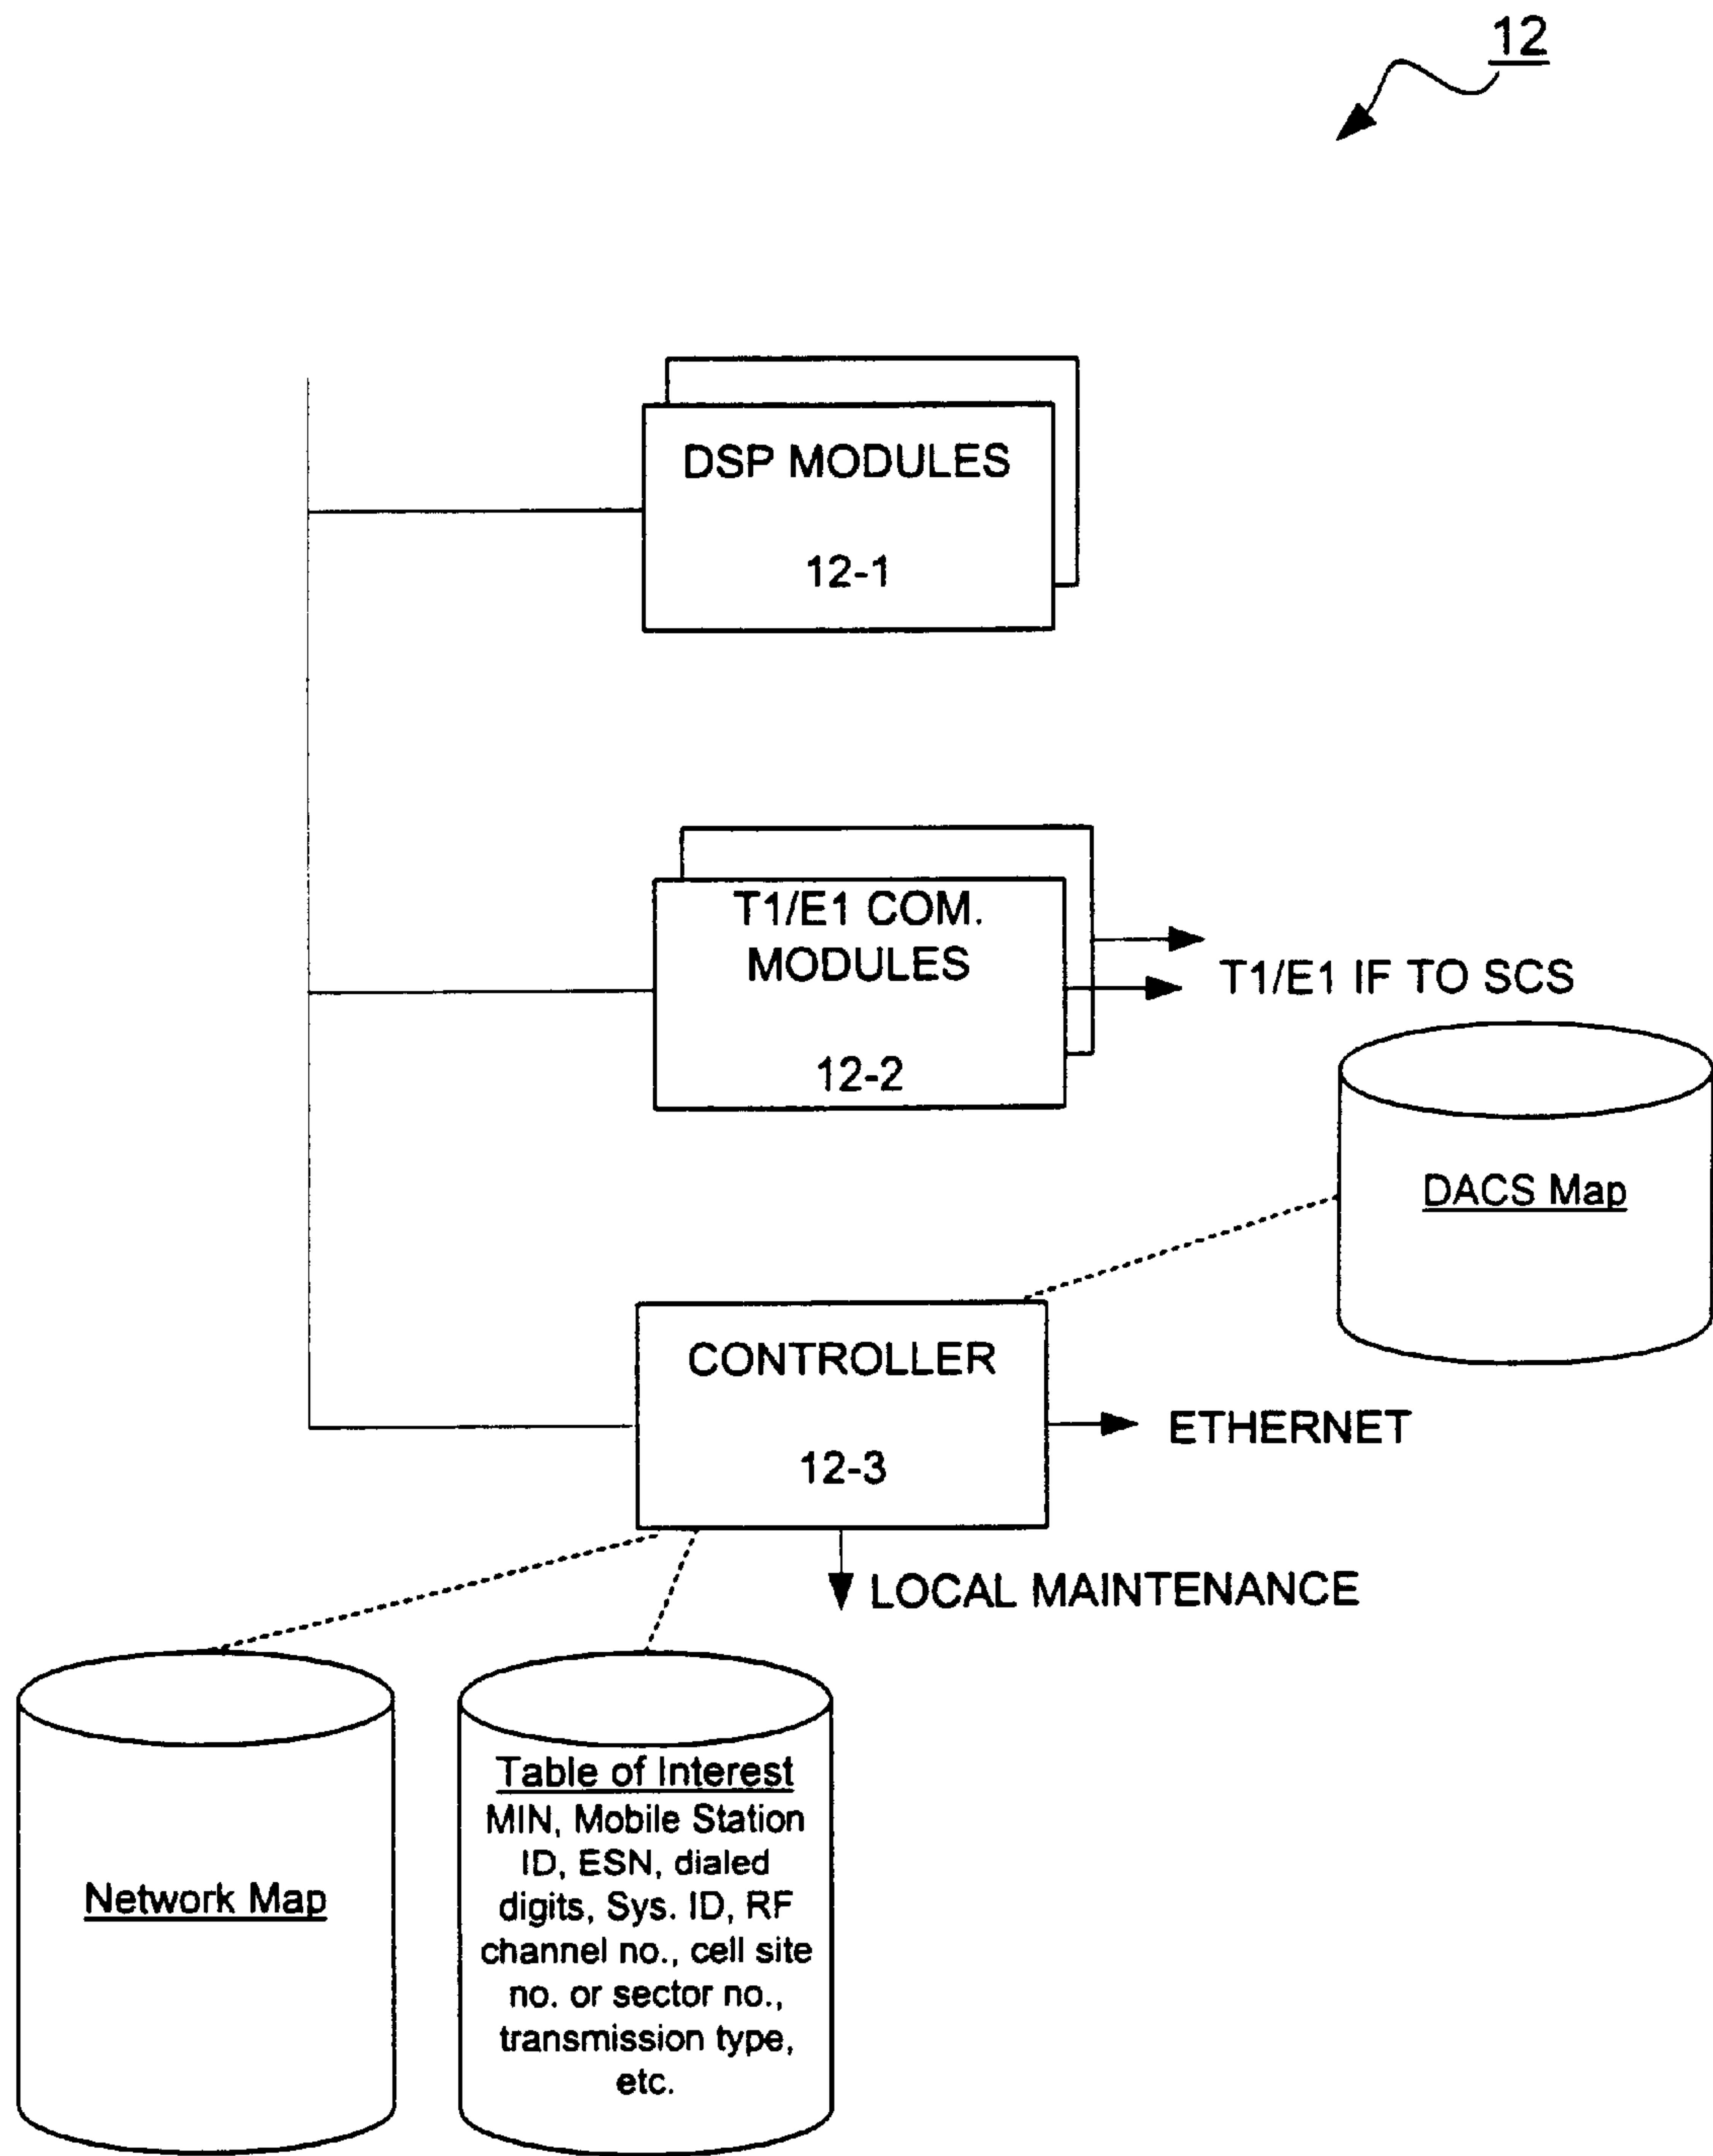 12
DSP MODULES
12-1
T1/E1 COM.
MODULES
12-2
T1/E1 IF TO SCS
DACS Map
CONTROLLER
12-3
ETHERNET
LOCAL MAINTENANCE
Network Map
Table of Interest
MIN, Mobile Station
ID, ESN, dialed
digits, Sys. ID, RF
channel no., cell site
no. or sector no.,
transmission type,
etc.